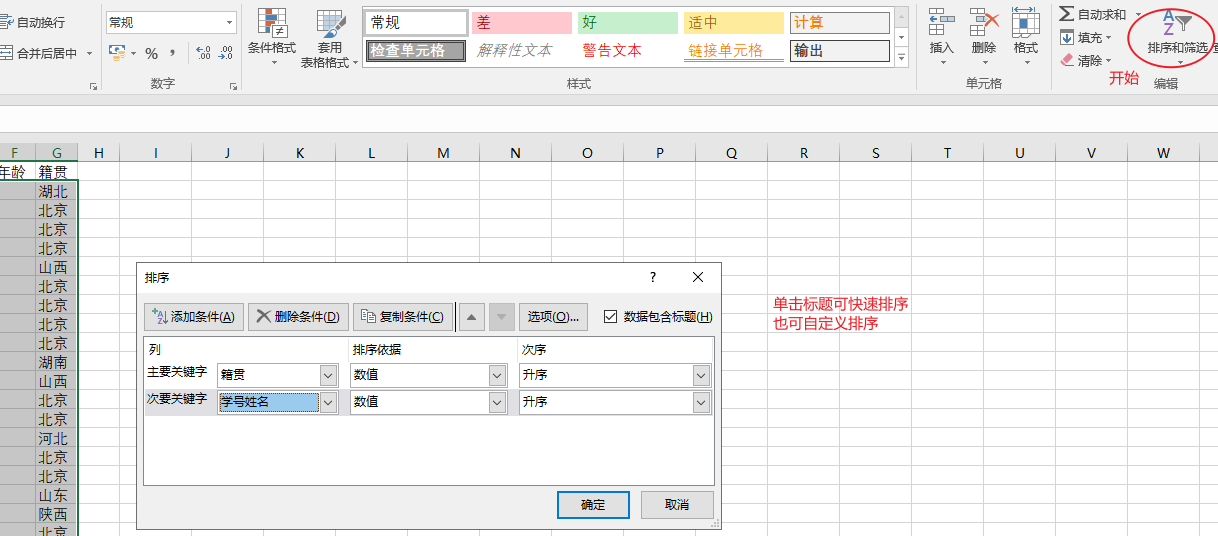 自动换行
常规
常规 差 好 适中 计算
自动求和
合并后居中
% , .0 .00 .00 .0
条件格式
套用
表格格式
检查单元格 解释性文本 警告文本 链接单元格 输出
插入 删除 格式
填充
清除
A
Z
排序和筛选
开始
数字
样式
单元格
编辑
F G H I J K L M N O P Q R S T U V W
年龄 籍贯
湖北
北京
北京
北京
山西
北京
北京
北京
北京
湖南
山西
北京
北京
河北
北京
北京
山东
陕西
北京
排序
?
添加条件(A) 删除条件(D) 复制条件(C) 选项(O)... 数据包含标题(H)
列 排序依据 次序
主要关键字 籍贯 数值 升序
次要关键字 学号姓名 数值 升序
确定 取消
单击标题可快速排序
也可自定义排序